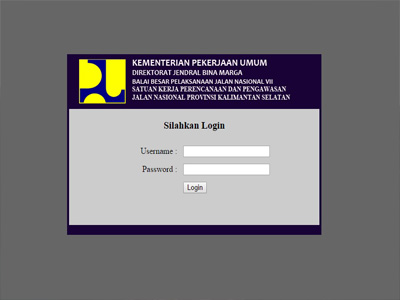 KEMENTERIAN PEKERJAAN UMUM
DIREKTORAT JENDRAL BINA MARGA
BALAI BESAR PELAKSANAAN JALAN NASIONAL VII
SATUAN KERJA PERENCANAAN DAN PENGAWASAN
JALAN NASIONAL PROVINSI KALIMANTAN SELATAN
Silahkan Login
Username :
Password :
Login